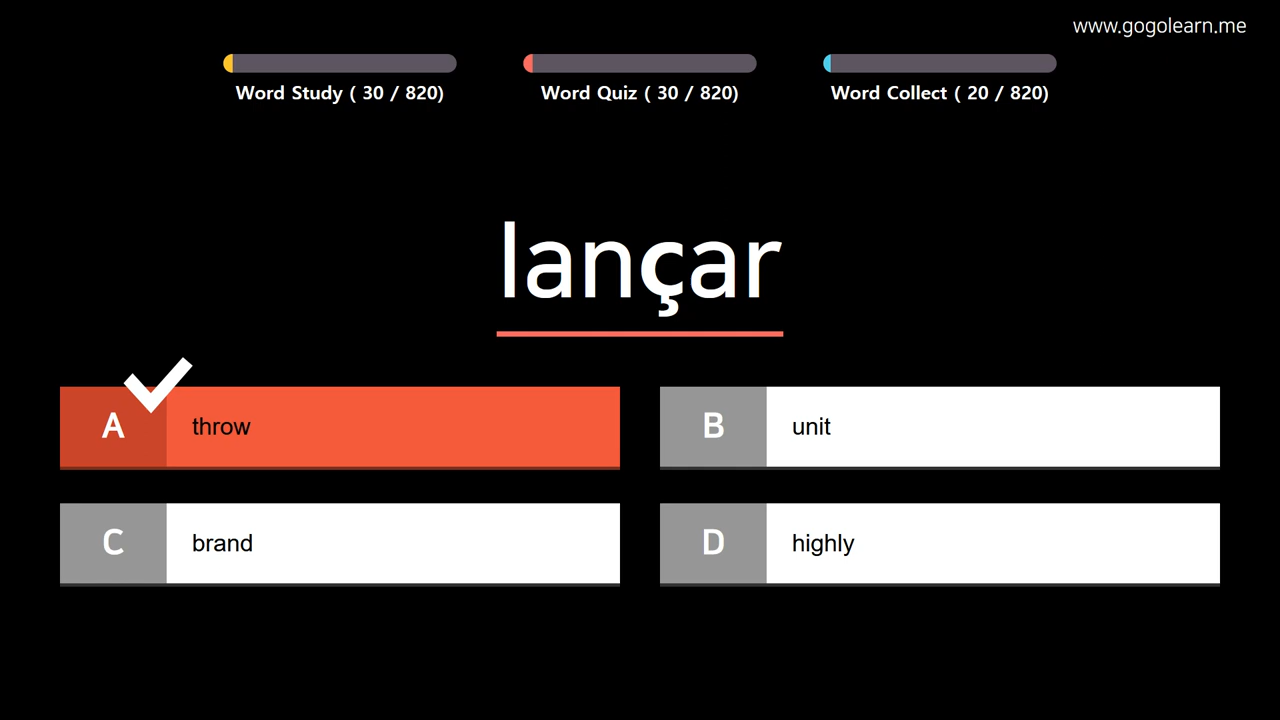 www.gogolearn.me
Word Study ( 30 / 820)
Word Quiz ( 30 / 820)
Word Collect ( 20 / 820)
lançar
A throw
B unit
C brand
D highly